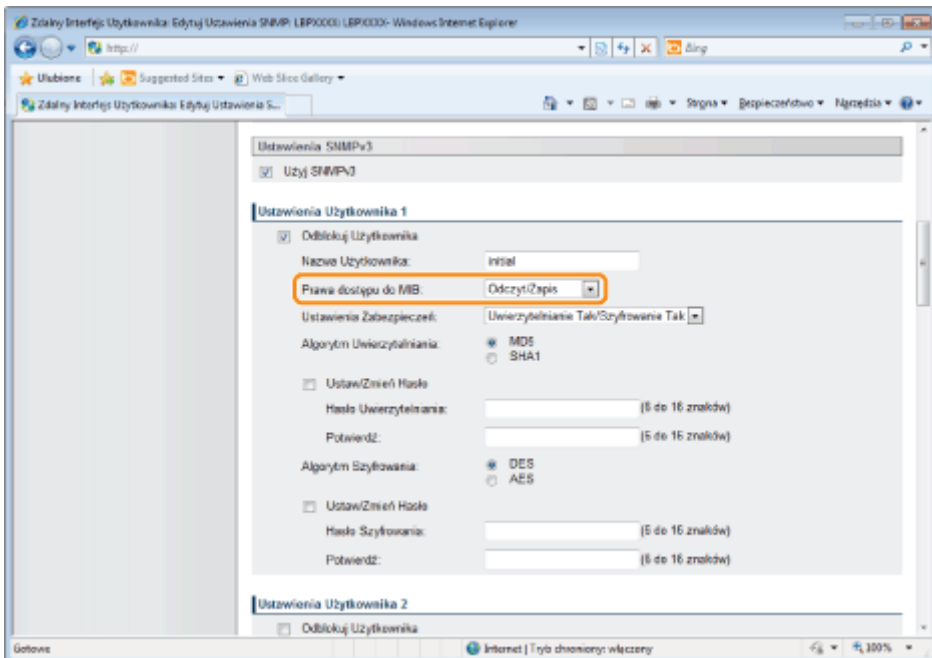 Zdalny Interfejs Użytkownika: Edytuj Ustawienia SNMP: LBPXXXX: LBPXXXX- Windows Internet Explorer
http://
Bing
Ulubione Suggested Sites Web Slice Gallery
Zdalny Interfejs Użytkownika: Edytuj Ustawienia S... Strona Bezpieczeństwo Narzędzia
Ustawienia SNMPv3
Użyj SNMPv3
Ustawienia Użytkownika 1
Odblokuj Użytkownika
Nazwa Użytkownika: initial
Prawa dostępu do MIB: Odczyt/Zapis
Ustawienia Zabezpieczeń: Uwierzytelnianie Tak/Szyfrowanie Tak
Algorytm Uwierzytelniania: MD5
SHA1
Ustaw/Zmień Hasło
Hasło Uwierzytelniania: (6 do 16 znaków)
Potwierdź: (6 do 16 znaków)
Algorytm Szyfrowania: DES
AES
Ustaw/Zmień Hasło
Hasło Szyfrowania: (6 do 16 znaków)
Potwierdź: (6 do 16 znaków)
Ustawienia Użytkownika 2
Odblokuj Użytkownika
Gotowe Internet | Tryb chroniony: włączony 100%